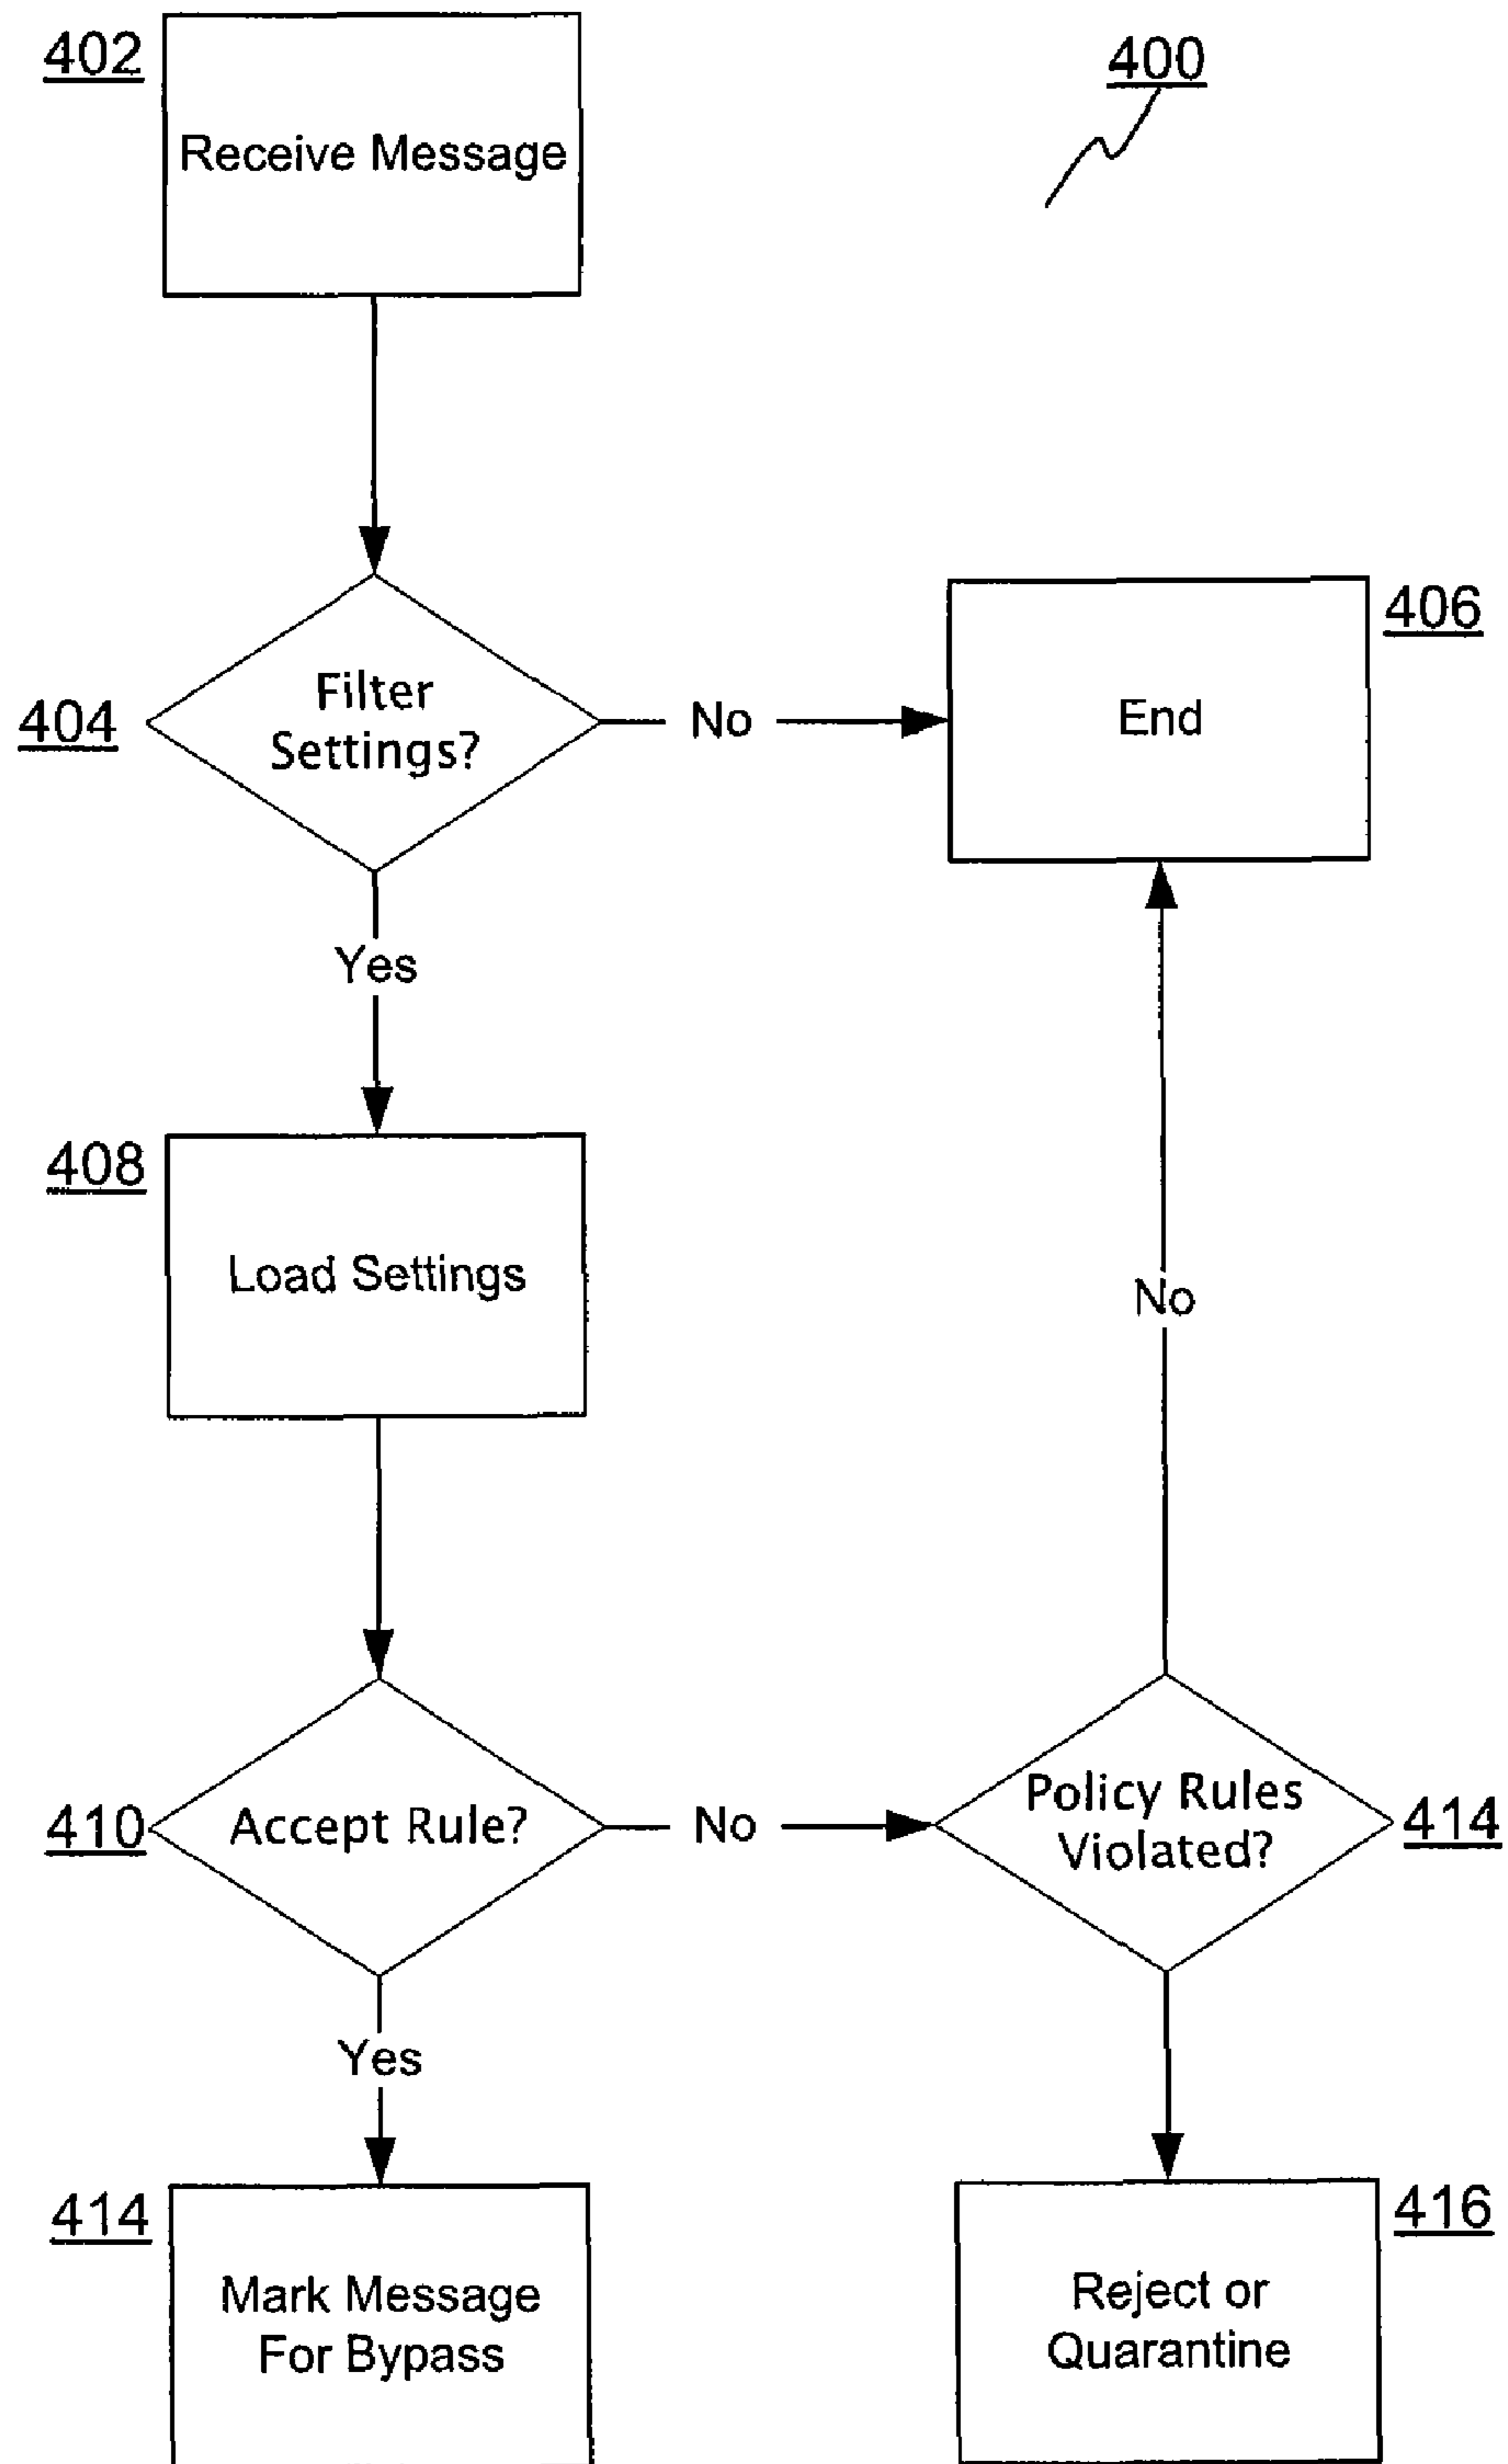 402
400
Receive Message
406
404
Filter
Settings?
No
End
Yes
408
Load Settings
No
410
Accept Rule?
No
Policy Rules
Violated?
414
Yes
414
416
Mark Message
For Bypass
Reject or
Quarantine